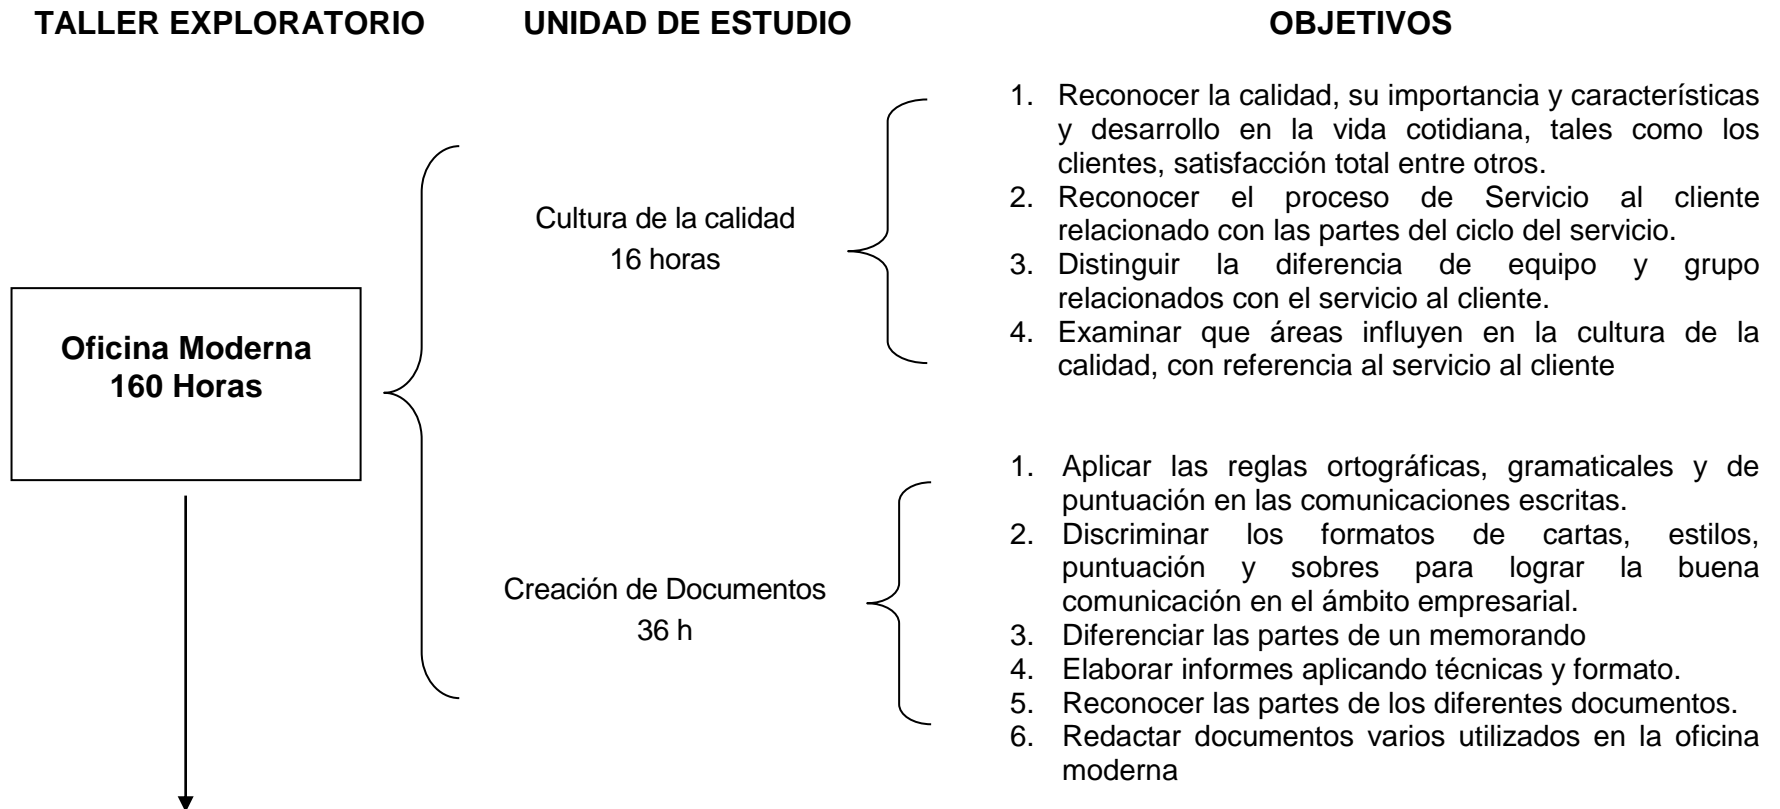 TALLER EXPLORATORIO UNIDAD DE ESTUDIO OBJETIVOS
Oficina Moderna
160 Horas
Cultura de la calidad
16 horas
1. Reconocer la calidad, su importancia y características
y desarrollo en la vida cotidiana, tales como los
clientes, satisfacción total entre otros.
2. Reconocer el proceso de Servicio al cliente
relacionado con las partes del ciclo del servicio.
3. Distinguir la diferencia de equipo y grupo
relacionados con el servicio al cliente.
4. Examinar que áreas influyen en la cultura de la
calidad, con referencia al servicio al cliente
Creación de Documentos
36 h
1. Aplicar las reglas ortográficas, gramaticales y de
puntuación en las comunicaciones escritas.
2. Discriminar los formatos de cartas, estilos,
puntuación y sobres para lograr la buena
comunicación en el ámbito empresarial.
3. Diferenciar las partes de un memorando
4. Elaborar informes aplicando técnicas y formato.
5. Reconocer las partes de los diferentes documentos.
6. Redactar documentos varios utilizados en la oficina
moderna